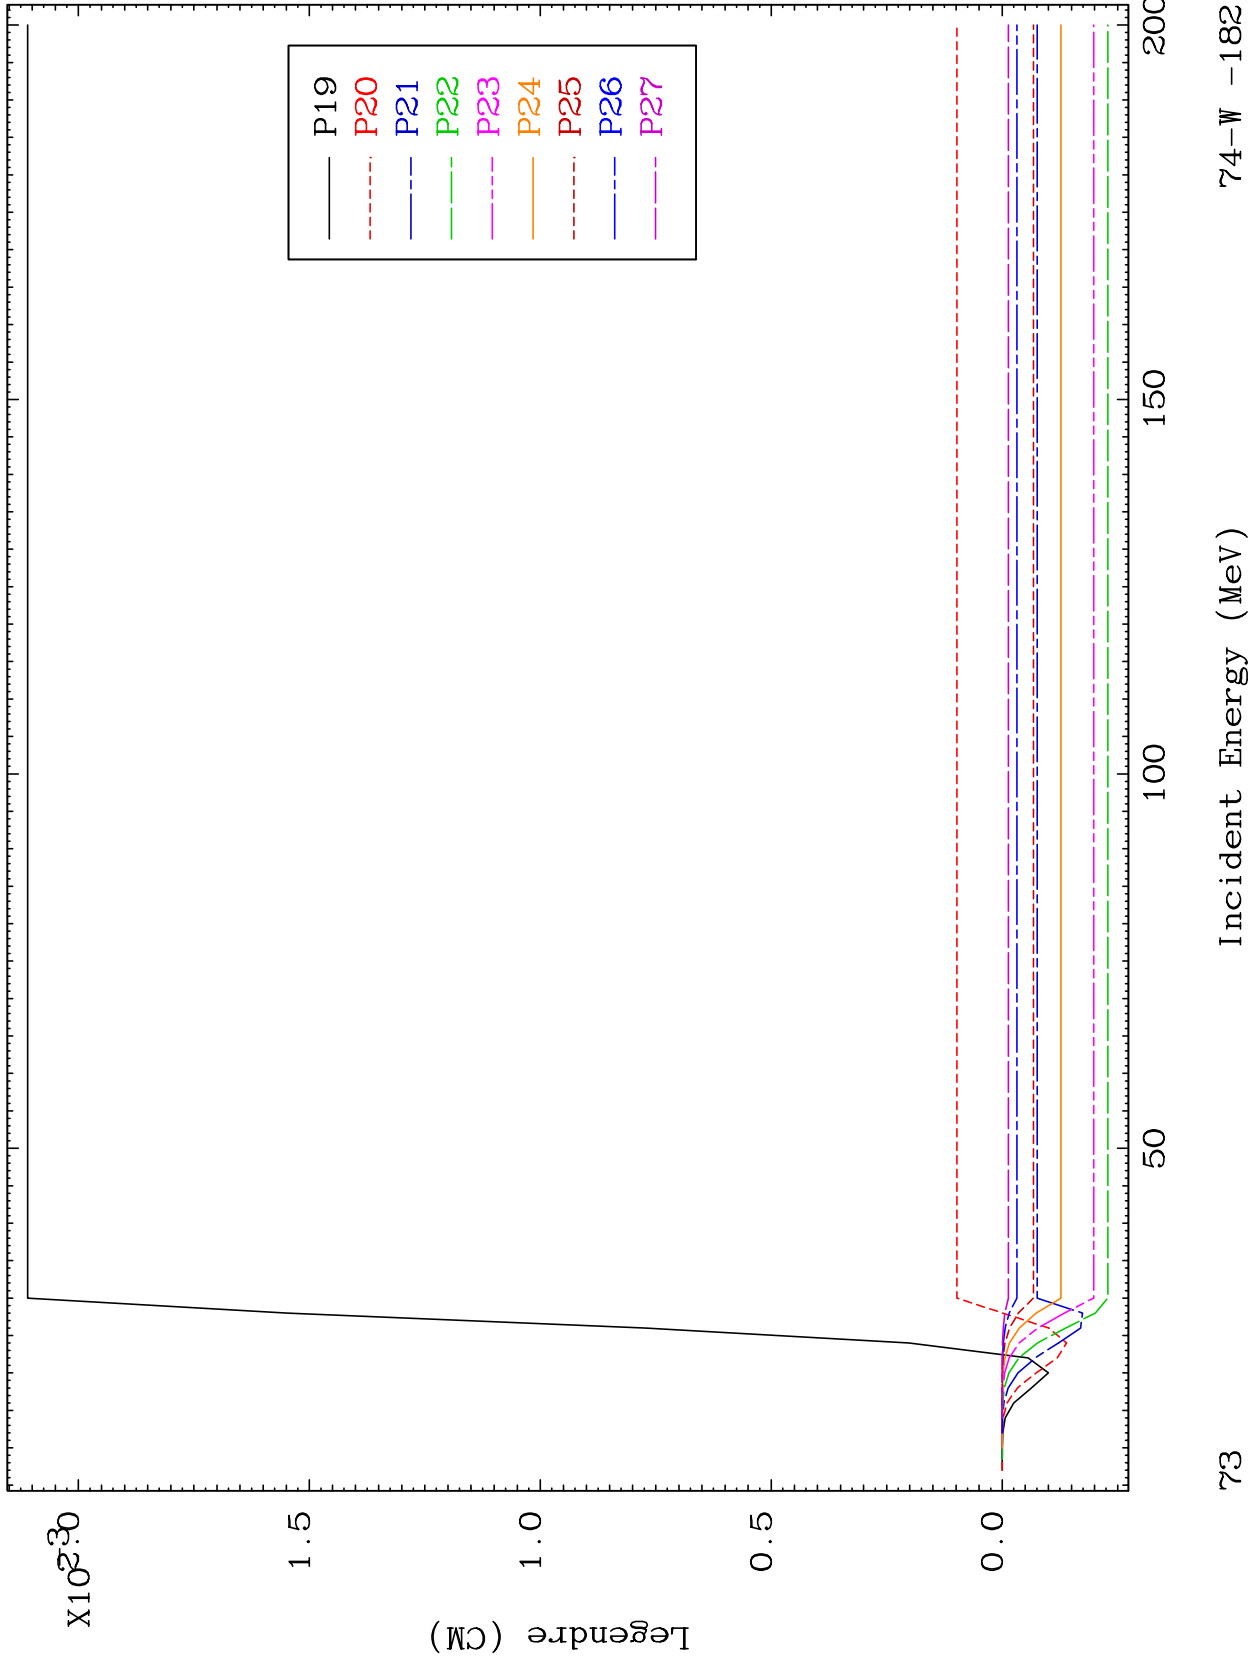 X10-3
2.0
1.5
1.0
0.5
0.0
Legendre (CM)
P19
P20
P21
P22
P23
P24
P25
P26
P27
50
100
150
200
Incident Energy (MeV)
73
74-W -182